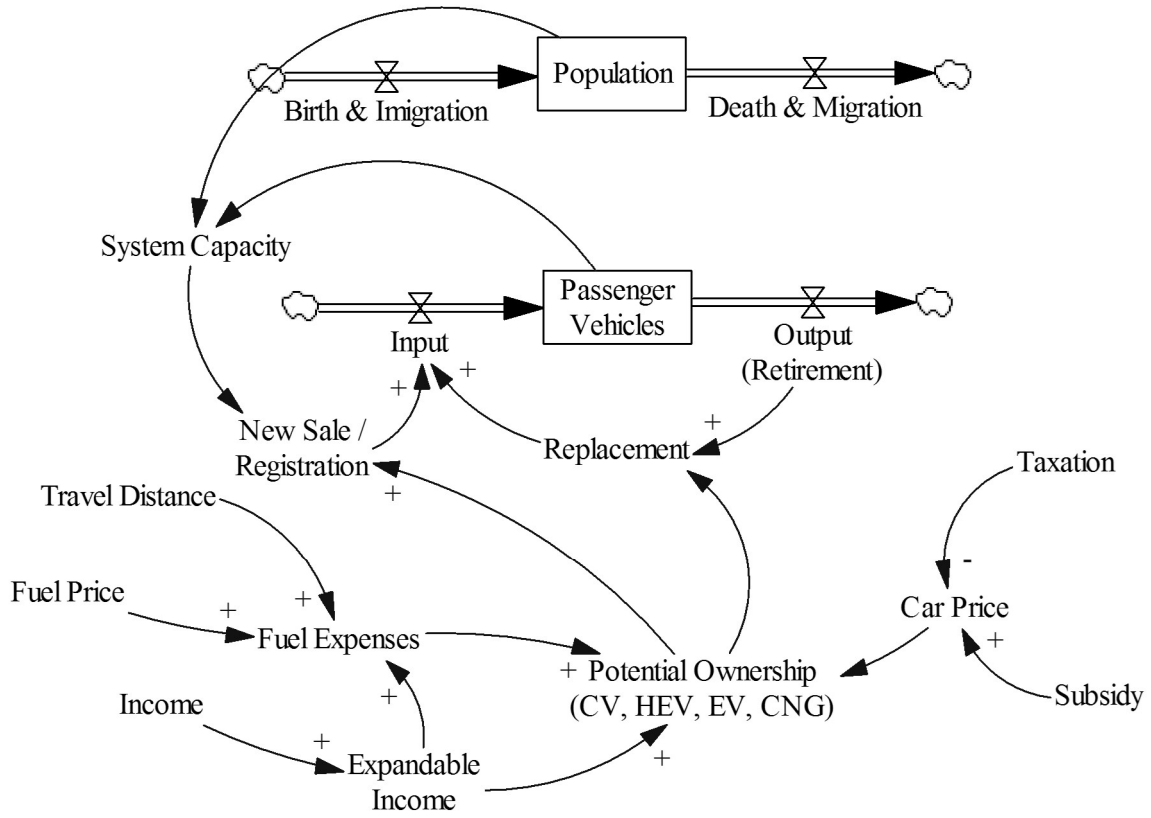 Population
Birth & Imigration
Death & Migration
System Capacity
Passenger
Vehicles
Input
Output
(Retirement)
+
+
+
New Sale /
Registration
Replacement
Taxation
+
Travel Distance
-
Fuel Price
+
+
Car Price
Fuel Expenses
+
+
Potential Ownership
(CV, HEV, EV, CNG)
Subsidy
+
Income
+
+
Expandable
Income